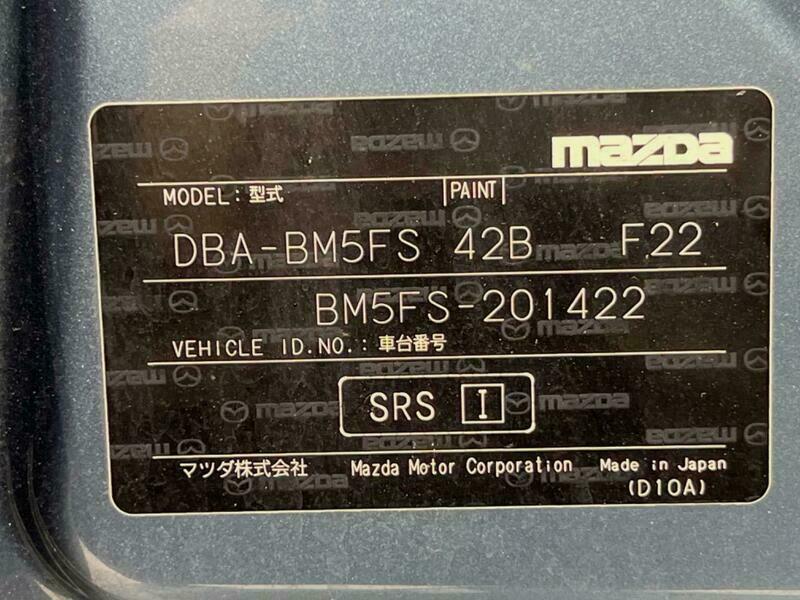 mazda
MODEL: 型式 PAINT
DBA-BM5FS 42B F22
BM5FS-201422
VEHICLE ID.NO.: 車台番号
SRS I
マツダ株式会社 Mazda Motor Corporation Made in Japan
(D10A)